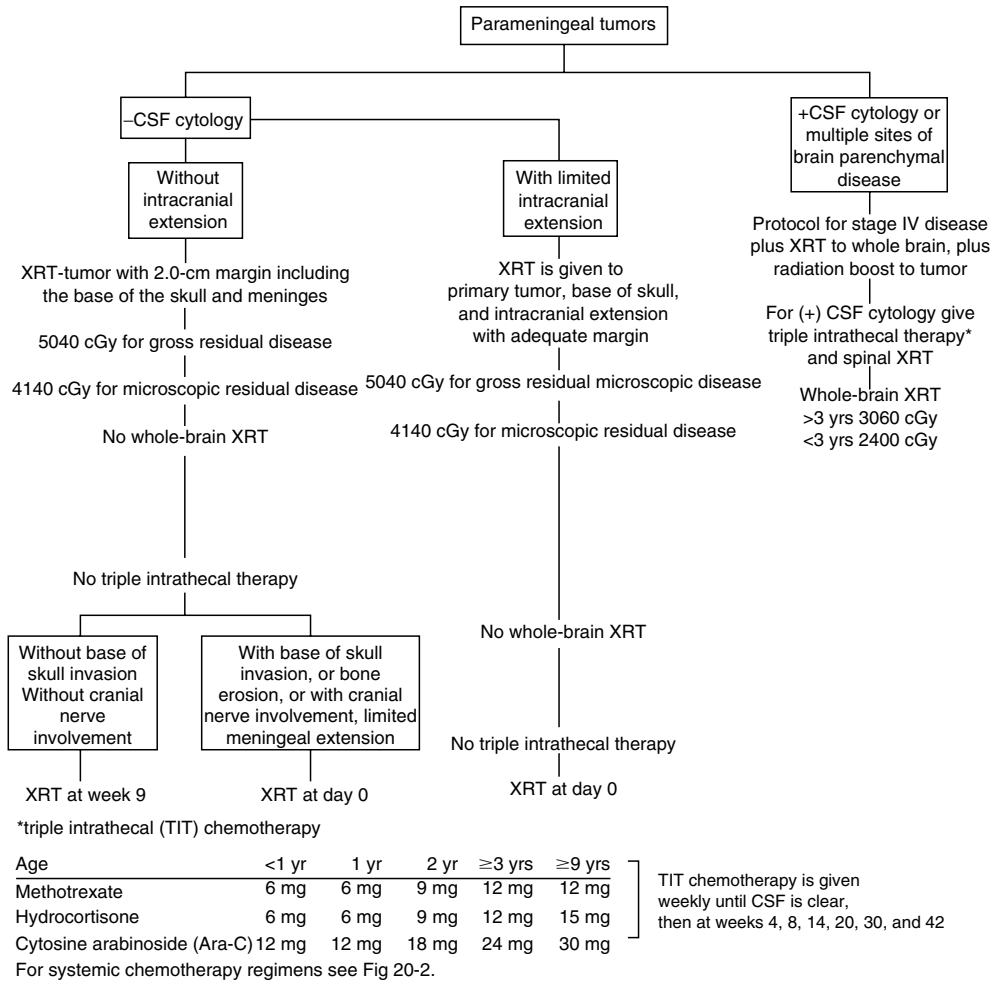 Parameningeal tumors
–CSF cytology
Without
intracranial
extension
XRT-tumor with 2.0-cm margin including
the base of the skull and meninges
5040 cGy for gross residual disease
4140 cGy for microscopic residual disease
No whole-brain XRT
No triple intrathecal therapy
Without base of
skull invasion
Without cranial
nerve
involvement
XRT at week 9
With base of skull
invasion, or bone
erosion, or with cranial
nerve involvement, limited
meningeal extension
XRT at day 0
With limited
intracranial
extension
XRT is given to
primary tumor, base of skull,
and intracranial extension
with adequate margin
5040 cGy for gross residual microscopic disease
4140 cGy for microscopic residual disease
No whole-brain XRT
No triple intrathecal therapy
XRT at day 0
+CSF cytology or
multiple sites of
brain parenchymal
disease
Protocol for stage IV disease
plus XRT to whole brain, plus
radiation boost to tumor
For (+) CSF cytology give
triple intrathecal therapy*
and spinal XRT
Whole-brain XRT
>3 yrs 3060 cGy
<3 yrs 2400 cGy
*triple intrathecal (TIT) chemotherapy
Age <1 yr 1 yr 2 yr ≥3 yrs ≥9 yrs
Methotrexate 6 mg 6 mg 9 mg 12 mg 12 mg
Hydrocortisone 6 mg 6 mg 9 mg 12 mg 15 mg
Cytosine arabinoside (Ara-C) 12 mg 12 mg 18 mg 24 mg 30 mg
TIT chemotherapy is given
weekly until CSF is clear,
then at weeks 4, 8, 14, 20, 30, and 42
For systemic chemotherapy regimens see Fig 20-2.